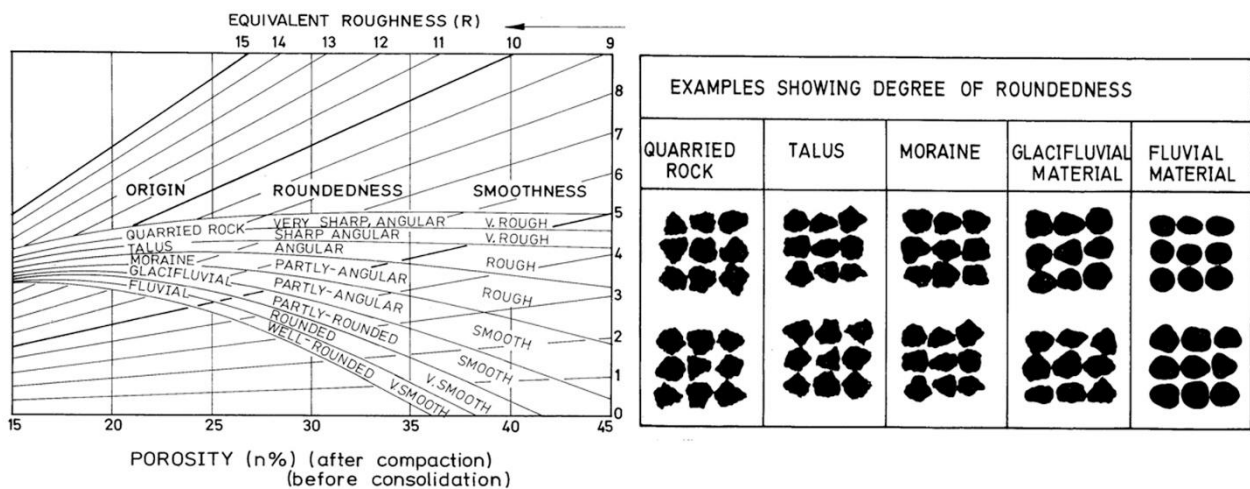 EQUIVALENT ROUGHNESS (R)
15 14 13 12 11 10 9
8
7
6
5
4
3
2
1
0
ORIGIN ROUNDEDNESS SMOOTHNESS
QUARRIED ROCK VERY SHARP, ANGULAR V. ROUGH
TALUS SHARP ANGULAR V. ROUGH
MORAINE ANGULAR ROUGH
GLACIFLUVIAL PARTLY-ANGULAR ROUGH
FLUVIAL PARTLY-ANGULAR SMOOTH
PARTLY-ROUNDED SMOOTH
ROUNDED V. SMOOTH
WELL-ROUNDED V.SMOOTH
15 20 25 30 35 40 45
POROSITY (n%) (after compaction)
(before consolidation)
EXAMPLES SHOWING DEGREE OF ROUNDEDNESS
QUARRIED
ROCK
TALUS
MORAINE
GLACIFLUVIAL
MATERIAL
FLUVIAL
MATERIAL